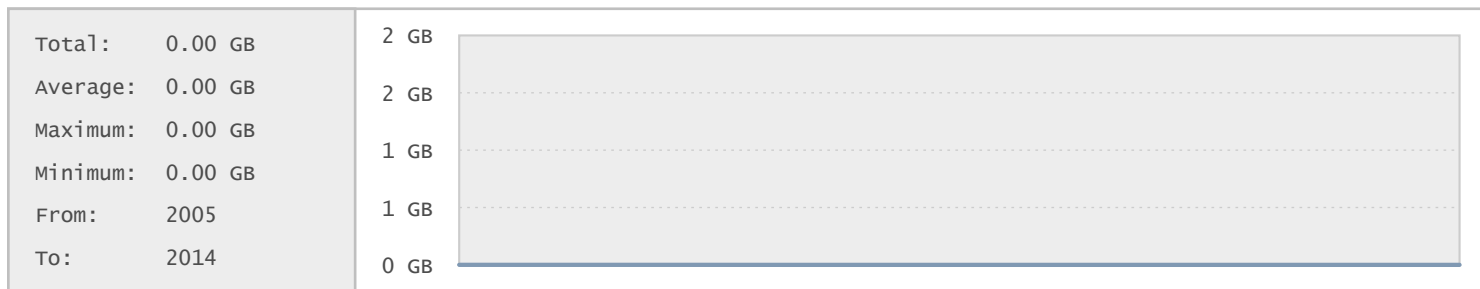 Total: 0.00 GB
Average: 0.00 GB
Maximum: 0.00 GB
Minimum: 0.00 GB
From: 2005
To: 2014
2 GB
2 GB
1 GB
1 GB
0 GB